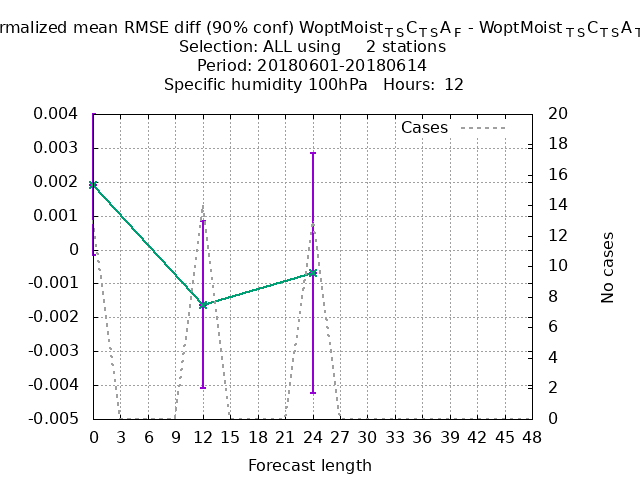 rmalized mean RMSE diff (90% conf) WoptMoistTSCTSAF - WoptMoistTSCTSAT
Selection: ALL using 2 stations
Period: 20180601-20180614
Specific humidity 100hPa Hours: 12
Cases
0.004
0.003
0.002
0.001
0
-0.001
-0.002
-0.003
-0.004
-0.005
20
18
16
14
12
10
8
6
4
2
0
No cases
0 3 6 9 12 15 18 21 24 27 30 33 36 39 42 45 48
Forecast length